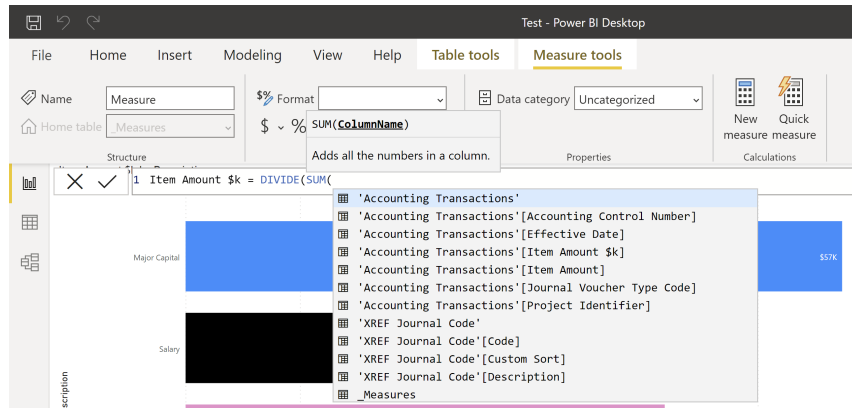 Test - Power BI Desktop
File Home Insert Modeling View Help Table tools Measure tools
Name Measure
Home table _Measures
Structure
$% Format
$ %
Data category Uncategorized
Properties
New measure
Quick measure
Calculations
SUM(ColumnName)
Adds all the numbers in a column.
1 Item Amount $k = DIVIDE(SUM(
'Accounting Transactions'
'Accounting Transactions'[Accounting Control Number]
'Accounting Transactions'[Effective Date]
'Accounting Transactions'[Item Amount $k]
'Accounting Transactions'[Item Amount]
'Accounting Transactions'[Journal Voucher Type Code]
'Accounting Transactions'[Project Identifier]
'XREF Journal Code'
'XREF Journal Code'[Code]
'XREF Journal Code'[Custom Sort]
'XREF Journal Code'[Description]
_Measures
Major Capital
$57K
Salary